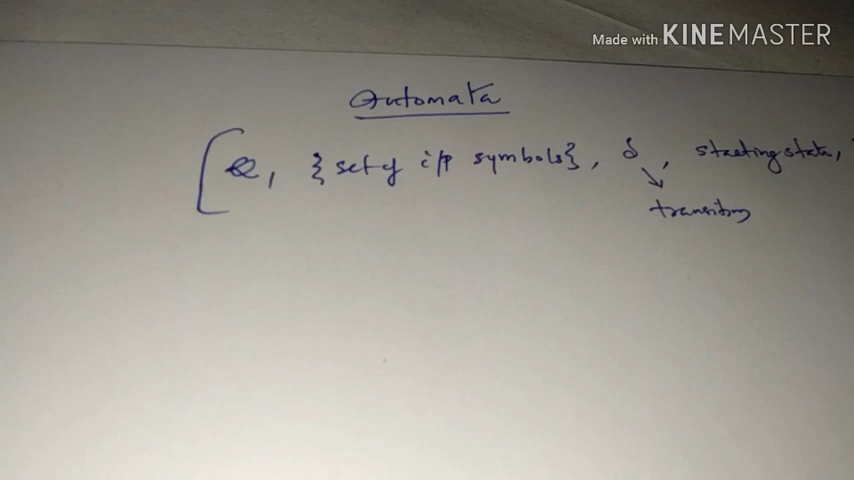 Made with KINEMASTER
Automata
[Q, {set of i/p symbols}, δ, starting state,
transition